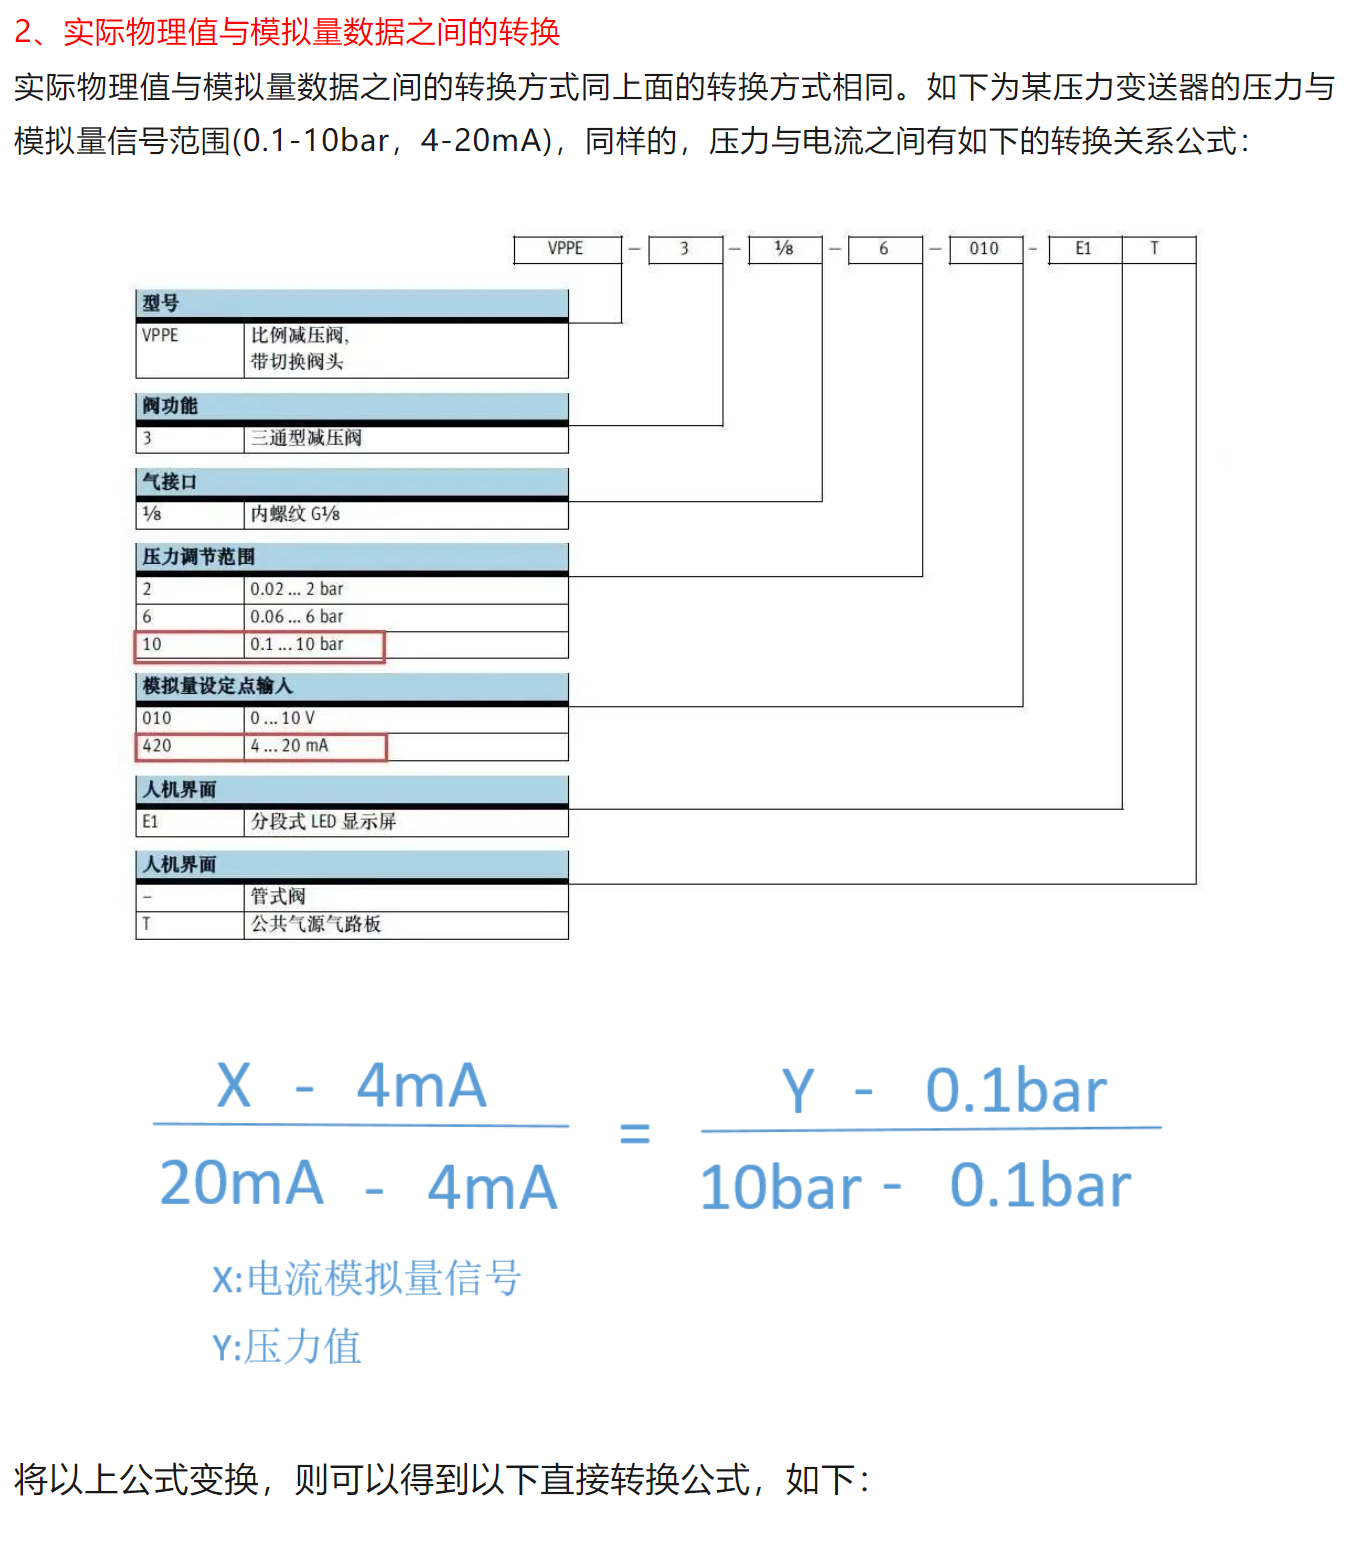 2、实际物理值与模拟量数据之间的转换
实际物理值与模拟量数据之间的转换方式同上面的转换方式相同。如下为某压力变送器的压力与
模拟量信号范围(0.1-10bar，4-20mA)，同样的，压力与电流之间有如下的转换关系公式：
VPPE – 3 – ⅛ – 6 – 010 – E1 T
型号
VPPE 比例减压阀,
带切换阀头
阀功能
3 三通型减压阀
气接口
⅛ 内螺纹 G⅛
压力调节范围
2 0.02 ... 2 bar
6 0.06 ... 6 bar
10 0.1 ... 10 bar
模拟量设定点输入
010 0 ... 10 V
420 4 ... 20 mA
人机界面
E1 分段式 LED 显示屏
人机界面
– 管式阀
T 公共气源气路板
X - 4mA Y - 0.1bar
=
20mA - 4mA 10bar - 0.1bar
X:电流模拟量信号
Y:压力值
将以上公式变换，则可以得到以下直接转换公式，如下：